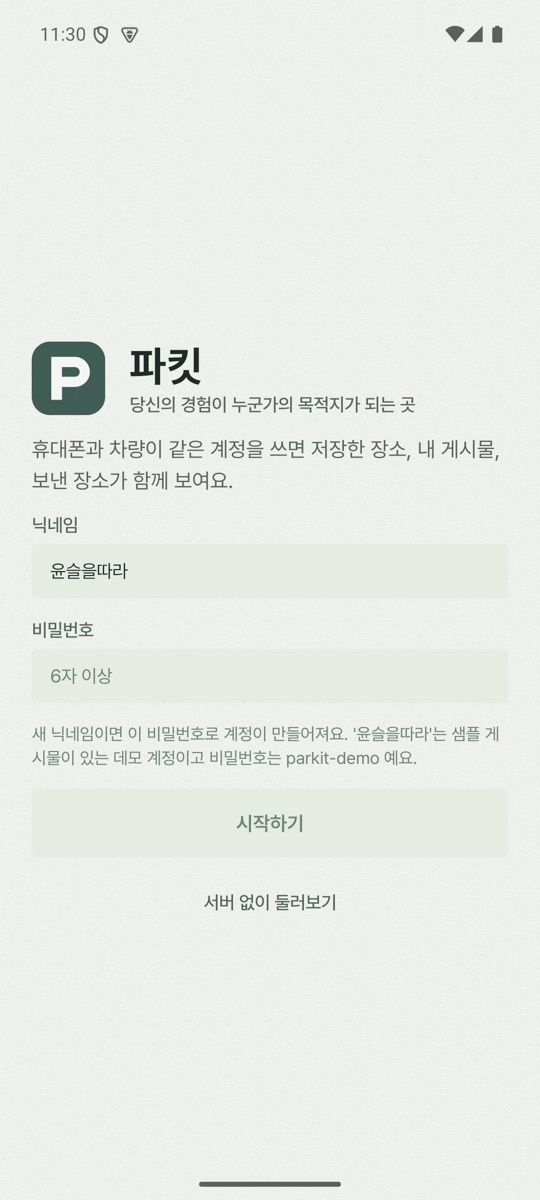 11:30
P
파킷
당신의 경험이 누군가의 목적지가 되는 곳
휴대폰과 차량이 같은 계정을 쓰면 저장한 장소, 내 게시물,
보낸 장소가 함께 보여요.
닉네임
윤슬을따라
비밀번호
6자 이상
새 닉네임이면 이 비밀번호로 계정이 만들어져요. '윤슬을따라'는 샘플 게
시물이 있는 데모 계정이고 비밀번호는 parkit-demo 예요.
시작하기
서버 없이 둘러보기